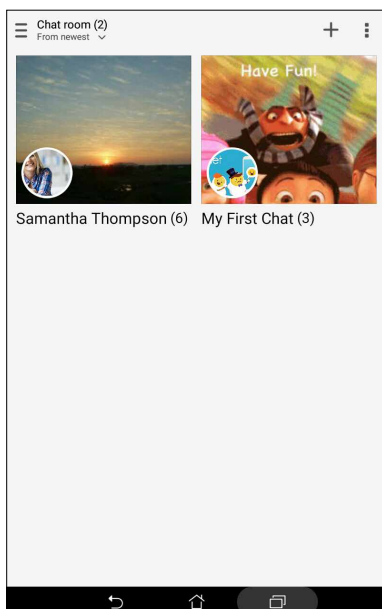 Chat room (2)
From newest
Have Fun!
Samantha Thompson (6)
My First Chat (3)